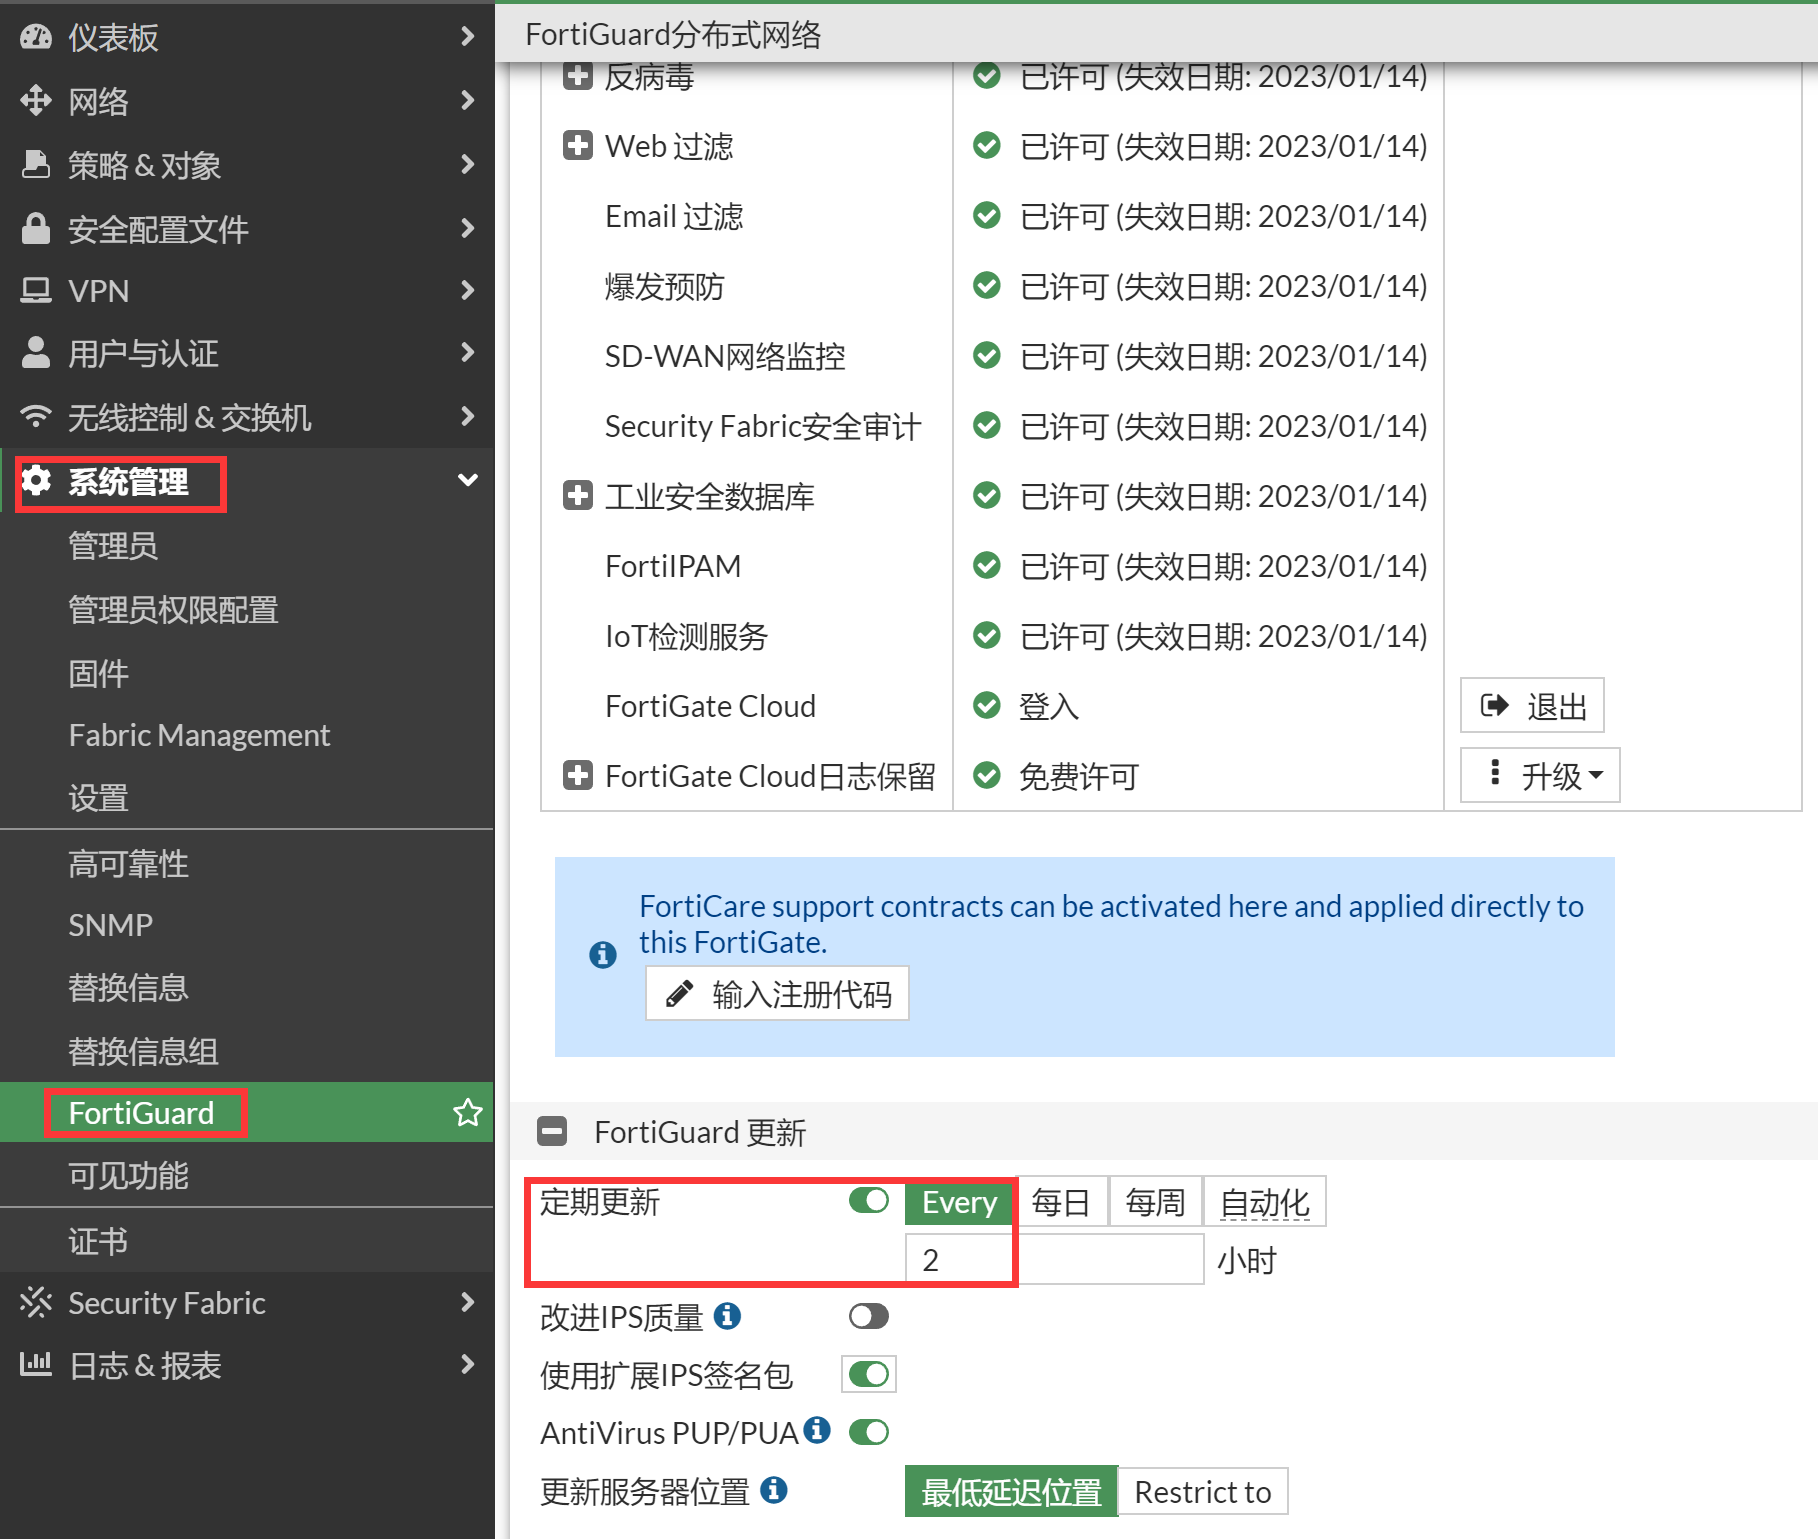 仪表板
网络
策略 & 对象
安全配置文件
VPN
用户与认证
无线控制 & 交换机
系统管理
管理员
管理员权限配置
固件
Fabric Management
设置
高可靠性
SNMP
替换信息
替换信息组
FortiGuard
可见功能
证书
Security Fabric
日志 & 报表
FortiGuard分布式网络
反病毒 已许可 (失效日期: 2023/01/14)
Web 过滤 已许可 (失效日期: 2023/01/14)
Email 过滤 已许可 (失效日期: 2023/01/14)
爆发预防 已许可 (失效日期: 2023/01/14)
SD-WAN网络监控 已许可 (失效日期: 2023/01/14)
Security Fabric安全审计 已许可 (失效日期: 2023/01/14)
工业安全数据库 已许可 (失效日期: 2023/01/14)
FortiIPAM 已许可 (失效日期: 2023/01/14)
IoT检测服务 已许可 (失效日期: 2023/01/14)
FortiGate Cloud 登入 退出
FortiGate Cloud日志保留 免费许可 升级
FortiCare support contracts can be activated here and applied directly to
this FortiGate.
输入注册代码
FortiGuard 更新
定期更新 Every 每日 每周 自动化
2 小时
改进IPS质量
使用扩展IPS签名包
AntiVirus PUP/PUA
更新服务器位置 最低延迟位置 Restrict to